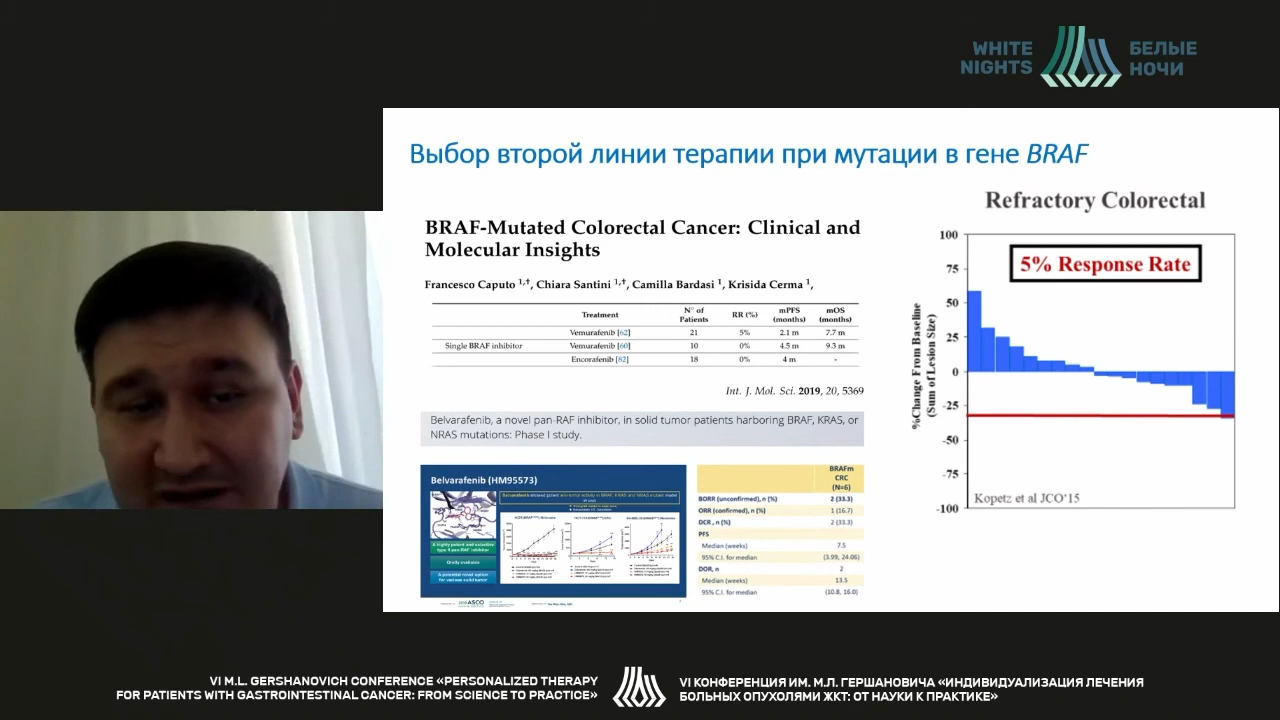 WHITE
NIGHTS
БЕЛЫЕ
НОЧИ
Выбор второй линии терапии при мутации в гене BRAF
BRAF-Mutated Colorectal Cancer: Clinical and
Molecular Insights
Francesco Caputo 1,†, Chiara Santini 1,†, Camilla Bardasi 1, Krisida Cerma 1,
Treatment N° of Patients RR (%) mPFS (months) mOS (months)
Vemurafenib [62] 21 5% 2.1 m 7.7 m
Single BRAF inhibitor Vemurafenib [60] 10 0% 4.5 m 9.3 m
Encorafenib [82] 18 0% 4 m -
Int. J. Mol. Sci. 2019, 20, 5369
Belvarafenib, a novel pan-RAF inhibitor, in solid tumor patients harboring BRAF, KRAS, or
NRAS mutations: Phase I study.
Belvarafenib (HM95573)
A highly potent and selective
type II pan-RAF inhibitor
Orally available
A potential novel option
for various solid tumor
ASCO
BRAFm
CRC
(N=6)
BORR (unconfirmed), n (%) 2 (33.3)
ORR (confirmed), n (%) 1 (16.7)
DCR, n (%) 2 (33.3)
PFS
Median (weeks) 7.5
95% C.I. for median (3.99, 24.06)
DOR, n 2
Median (weeks) 13.5
95% C.I. for median (10.8, 16.0)
Refractory Colorectal
5% Response Rate
%Change From Baseline
(Sum of Lesion Size)
100
75
50
25
0
-25
-50
-75
-100
Kopetz et al JCO'15
VI M.L. GERSHANOVICH CONFERENCE «PERSONALIZED THERAPY
FOR PATIENTS WITH GASTROINTESTINAL CANCER: FROM SCIENCE TO PRACTICE»
VI КОНФЕРЕНЦИЯ ИМ. М.Л. ГЕРШАНОВИЧА «ИНДИВИДУАЛИЗАЦИЯ ЛЕЧЕНИЯ
БОЛЬНЫХ ОПУХОЛЯМИ ЖКТ: ОТ НАУКИ К ПРАКТИКЕ»